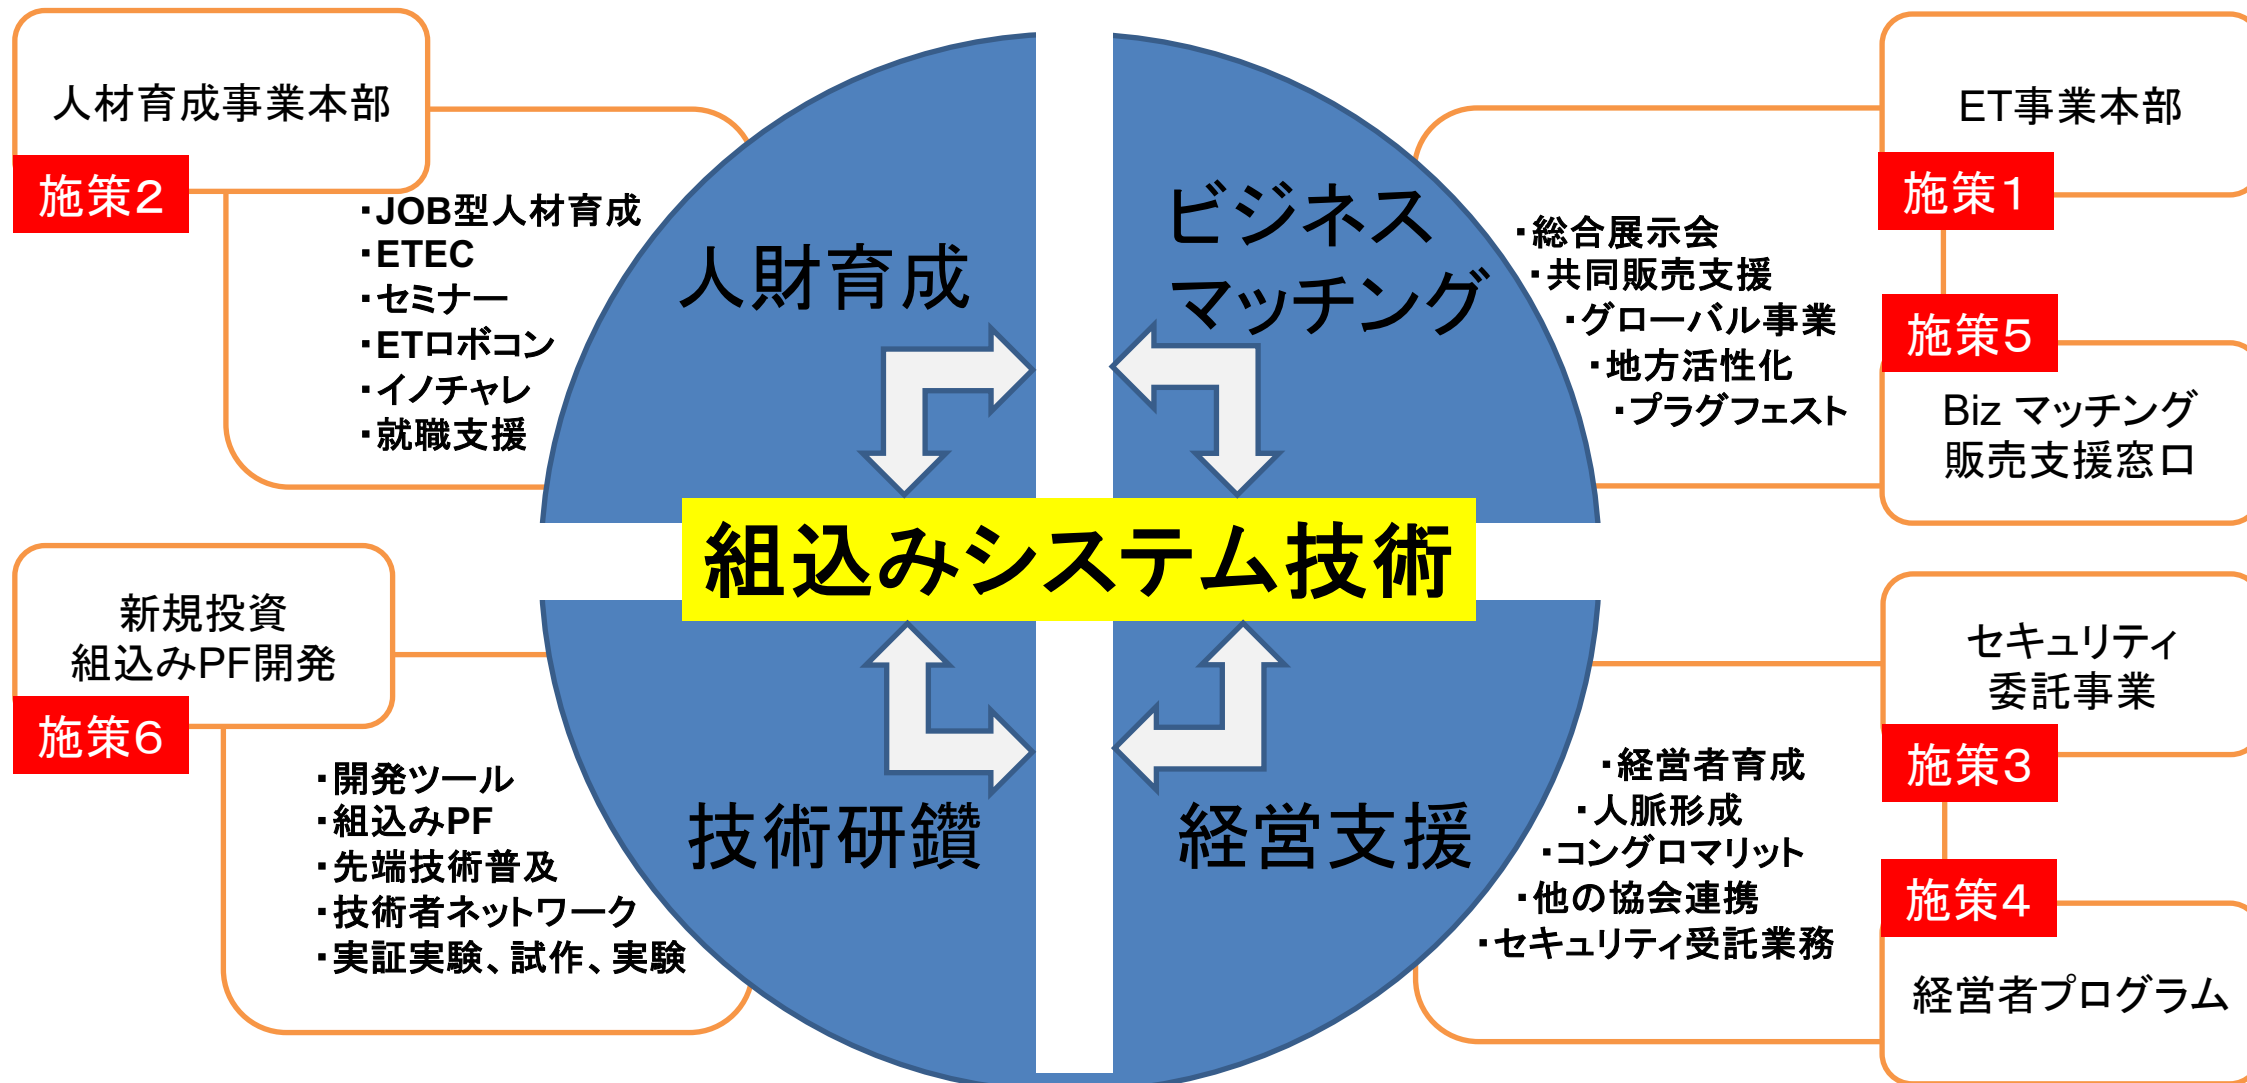 人材育成事業本部
施策2
・JOB型人材育成
・ETEC
・セミナー
・ETロボコン
・イノチャレ
・就職支援
人財育成
ビジネス
マッチング
ET事業本部
施策1
・総合展示会
・共同販売支援
・グローバル事業
・地方活性化
・プラグフェスト
施策5
Biz マッチング
販売支援窓口
組込みシステム技術
新規投資
組込みPF開発
施策6
・開発ツール
・組込みPF
・先端技術普及
・技術者ネットワーク
・実証実験、試作、実験
技術研鑽
経営支援
セキュリティ
委託事業
施策3
・経営者育成
・人脈形成
・コングロマリット
・他の協会連携
・セキュリティ受託業務
施策4
経営者プログラム